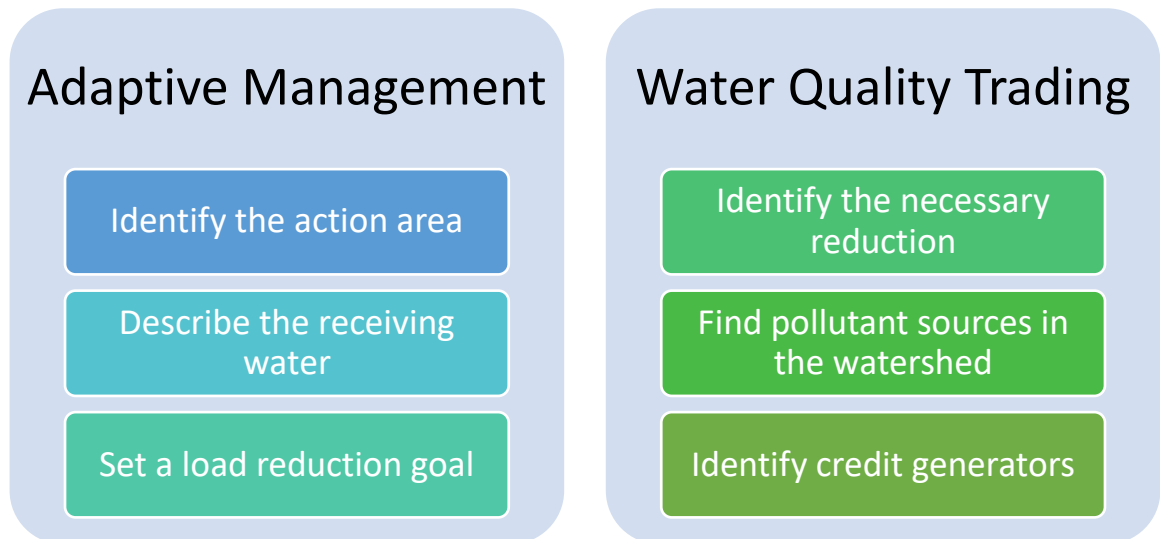 Adaptive Management
Identify the action area
Describe the receiving
water
Set a load reduction goal
Water Quality Trading
Identify the necessary
reduction
Find pollutant sources in
the watershed
Identify credit generators